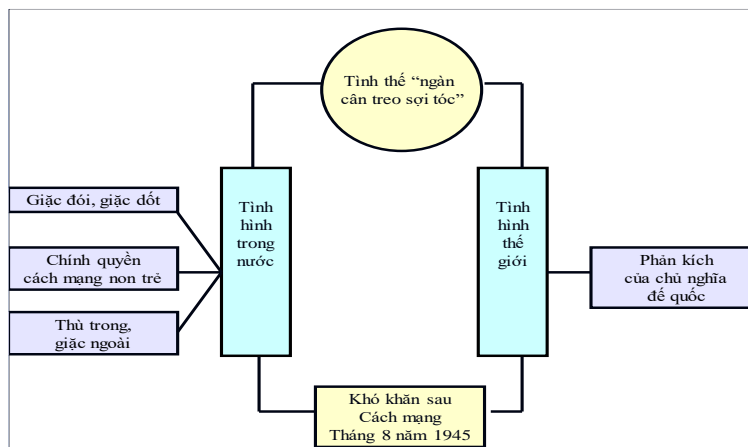 Tình thế “ngàn
cân treo sợi tóc”
Giặc đói, giặc dốt
Chính quyền
cách mạng non trẻ
Thù trong,
giặc ngoài
Tình
hình
trong
nước
Tình
hình
thế
giới
Phản kích
của chủ nghĩa
đế quốc
Khó khăn sau
Cách mạng
Tháng 8 năm 1945